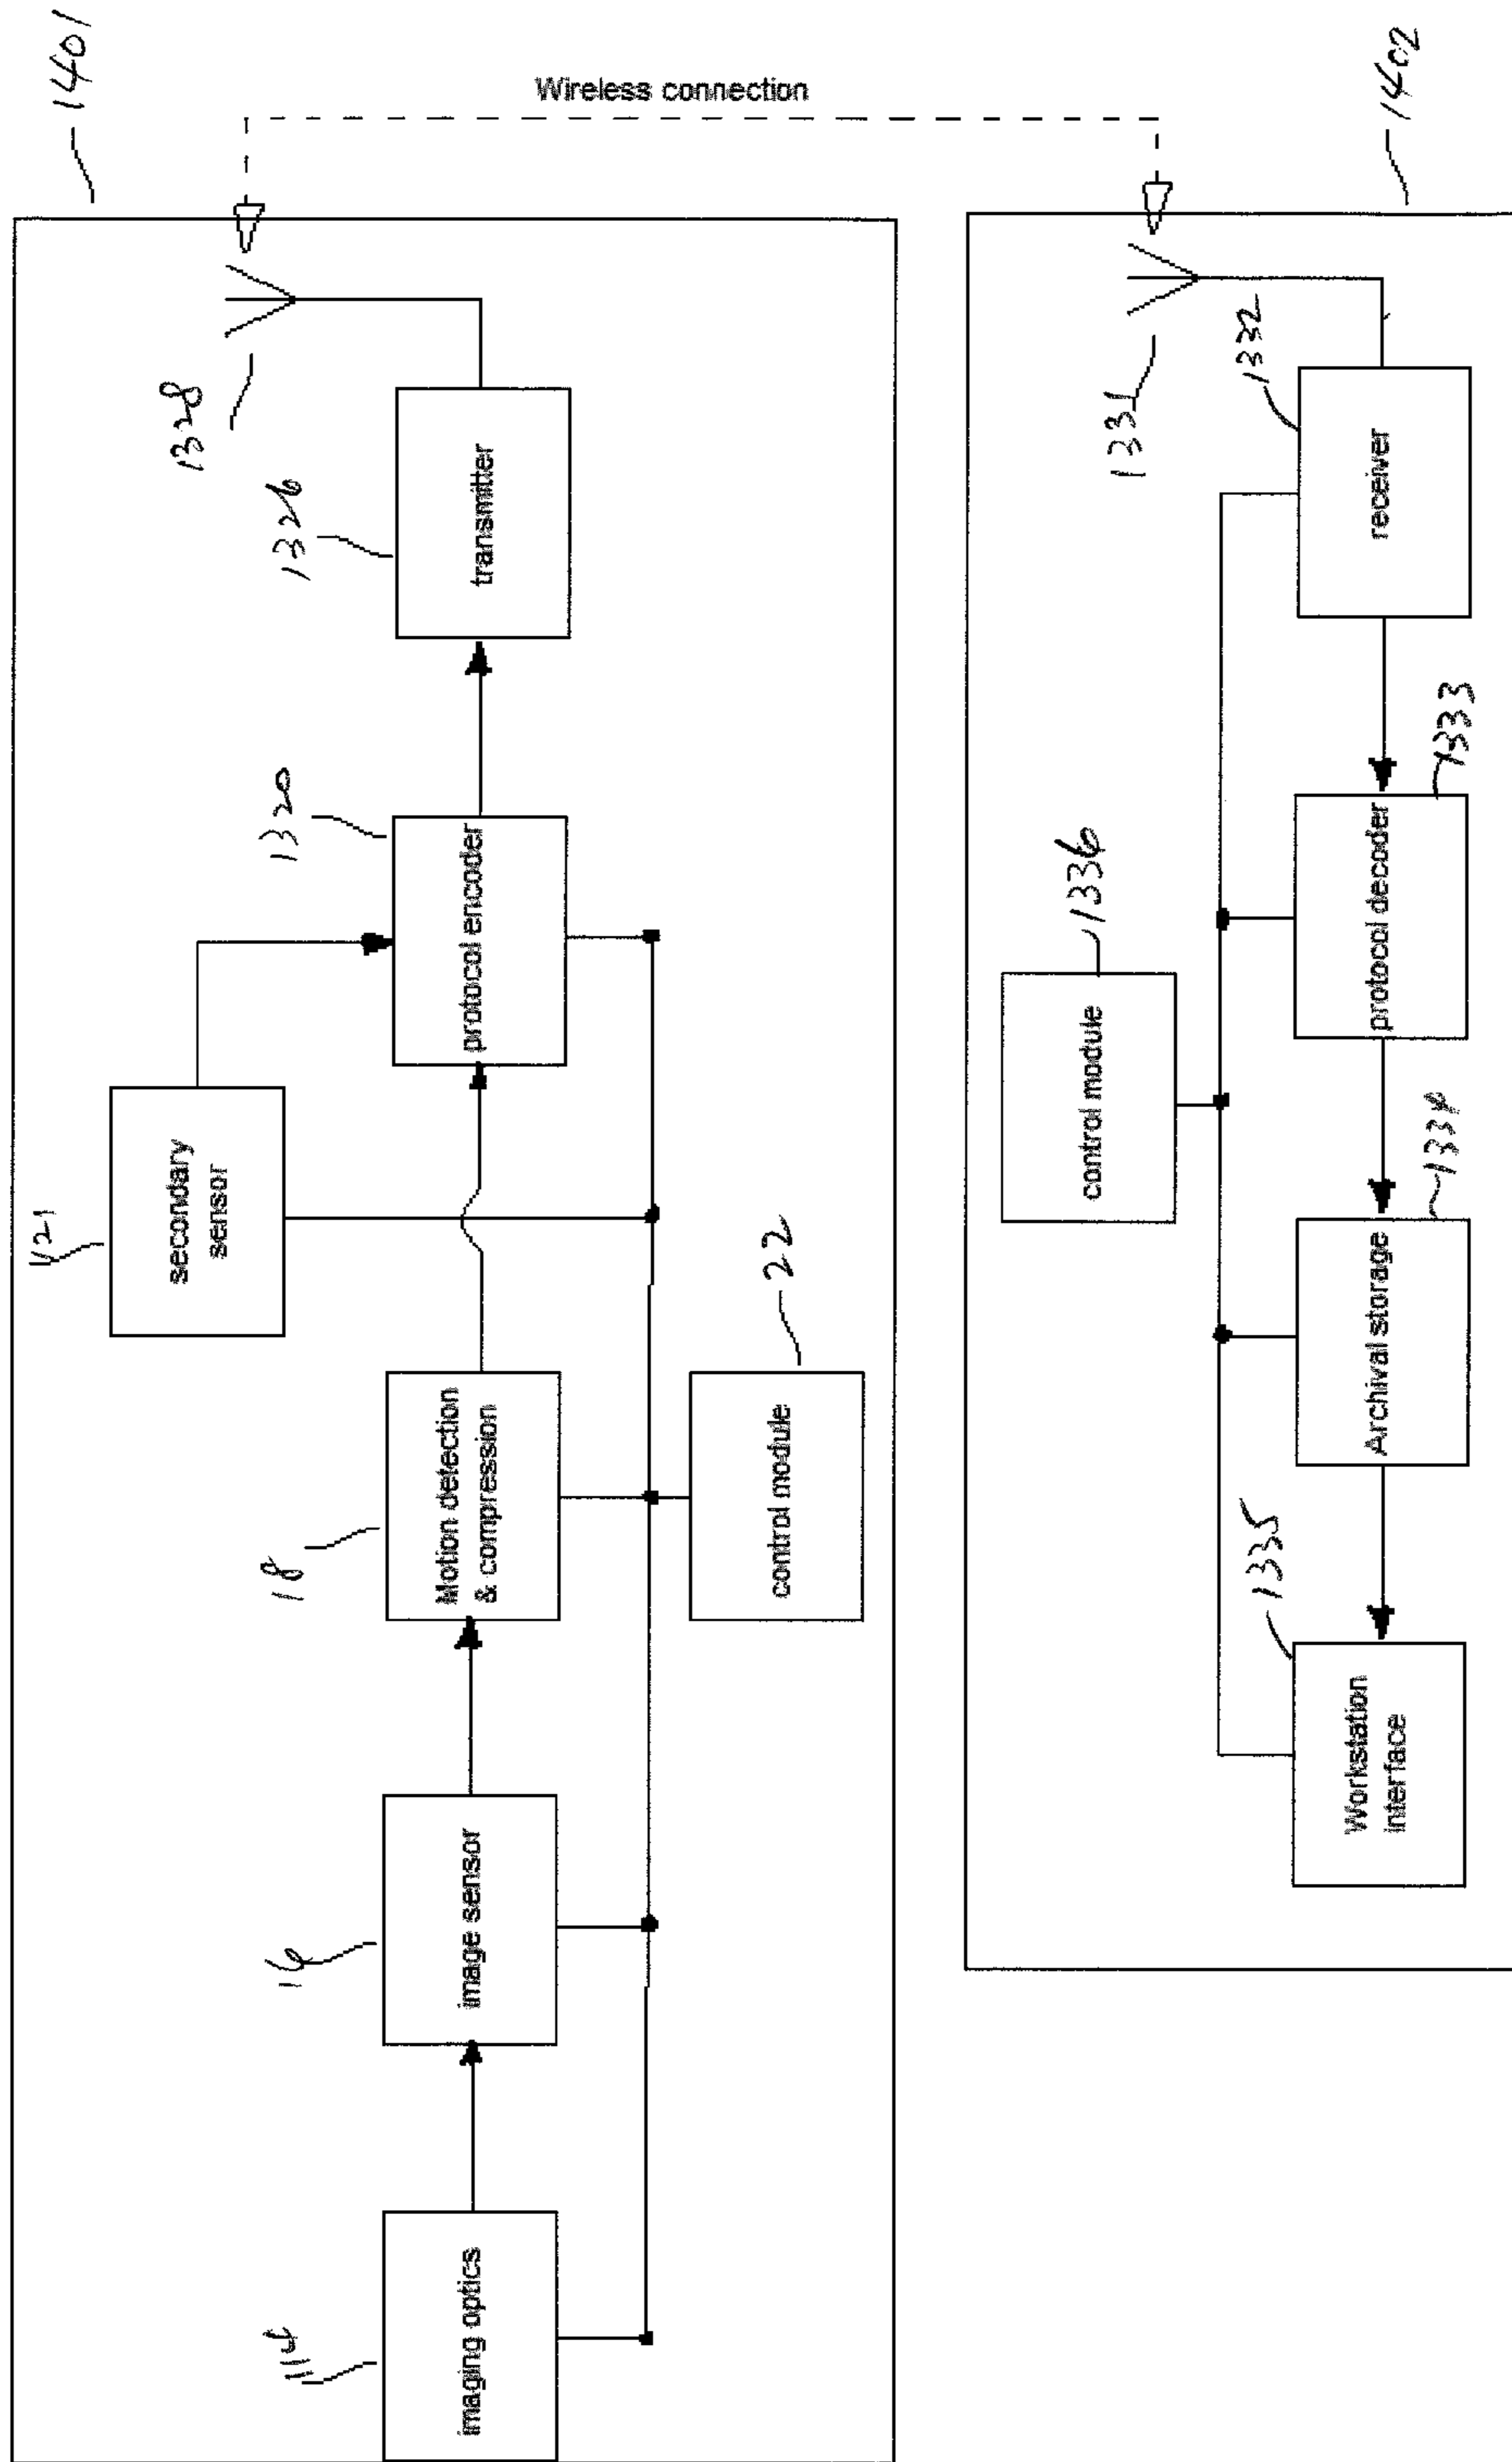 1401
Wireless connection
1328
1326
transmitter
1320
protocol encoder
1121
secondary
sensor
18
Motion detection
& compression
22
control module
16
image sensor
114
imaging optics
1402
1331
1332
receiver
1333
protocol decoder
1336
control module
1334
Archival storage
1335
Workstation
interface